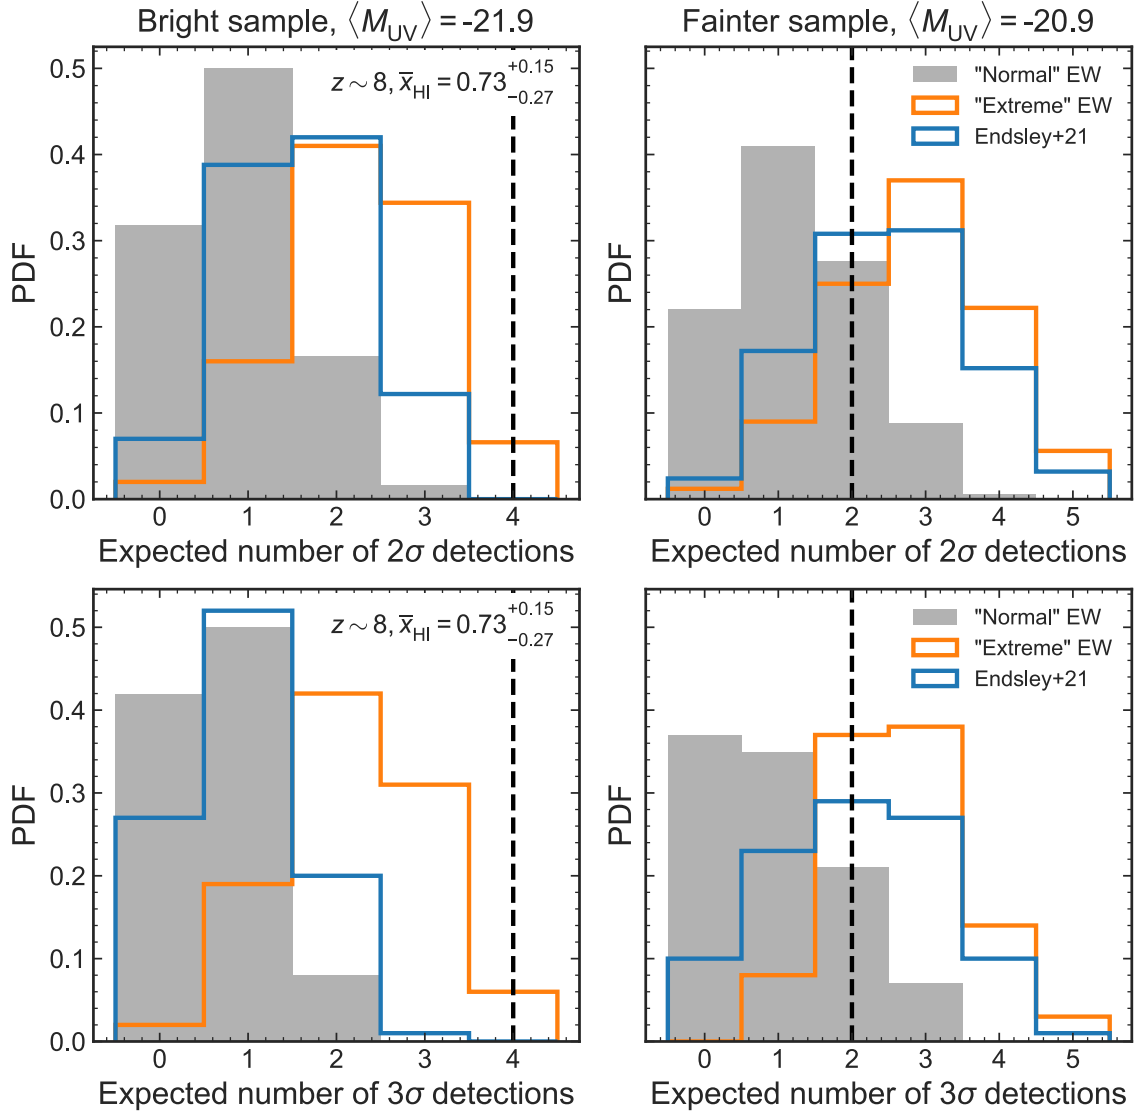 Bright sample, ⟨M_UV⟩ = -21.9
Fainter sample, ⟨M_UV⟩ = -20.9
z ~ 8, x̄_HI = 0.73 +0.15 −0.27
"Normal" EW
"Extreme" EW
Endsley+21
PDF
0.5
0.4
0.3
0.2
0.1
0.0
0 1 2 3 4
Expected number of 2σ detections
PDF
0 1 2 3 4 5
Expected number of 2σ detections
z ~ 8, x̄_HI = 0.73 +0.15 −0.27
"Normal" EW
"Extreme" EW
Endsley+21
PDF
0.5
0.4
0.3
0.2
0.1
0.0
0 1 2 3 4
Expected number of 3σ detections
PDF
0 1 2 3 4 5
Expected number of 3σ detections